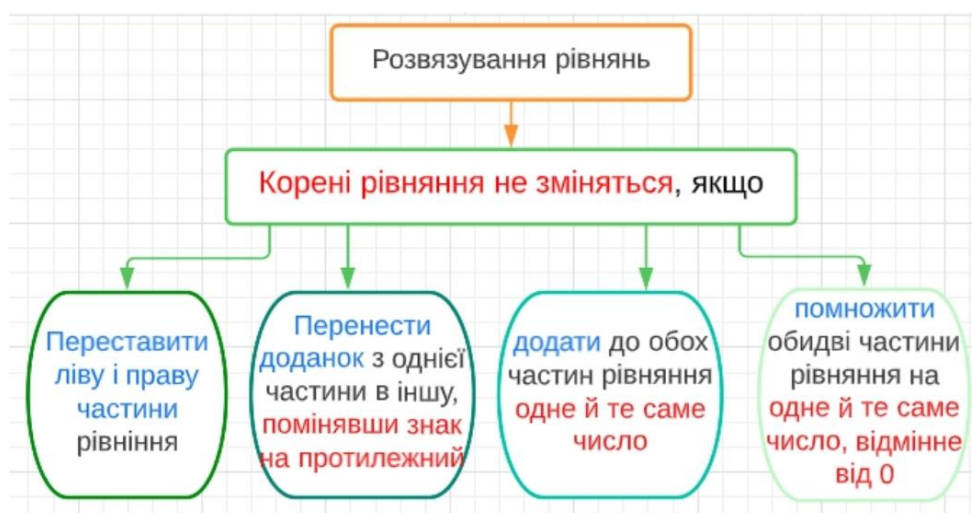 Розвязування рівнянь
Корені рівняння не зміняться, якщо
Переставити
ліву і праву
частини
рівніння
Перенести
доданок з однієї
частини в іншу,
помінявши знак
на протилежний
додати до обох
частин рівняння
одне й те саме
число
помножити
обидві частини
рівняння на
одне й те саме
число, відмінне
від 0